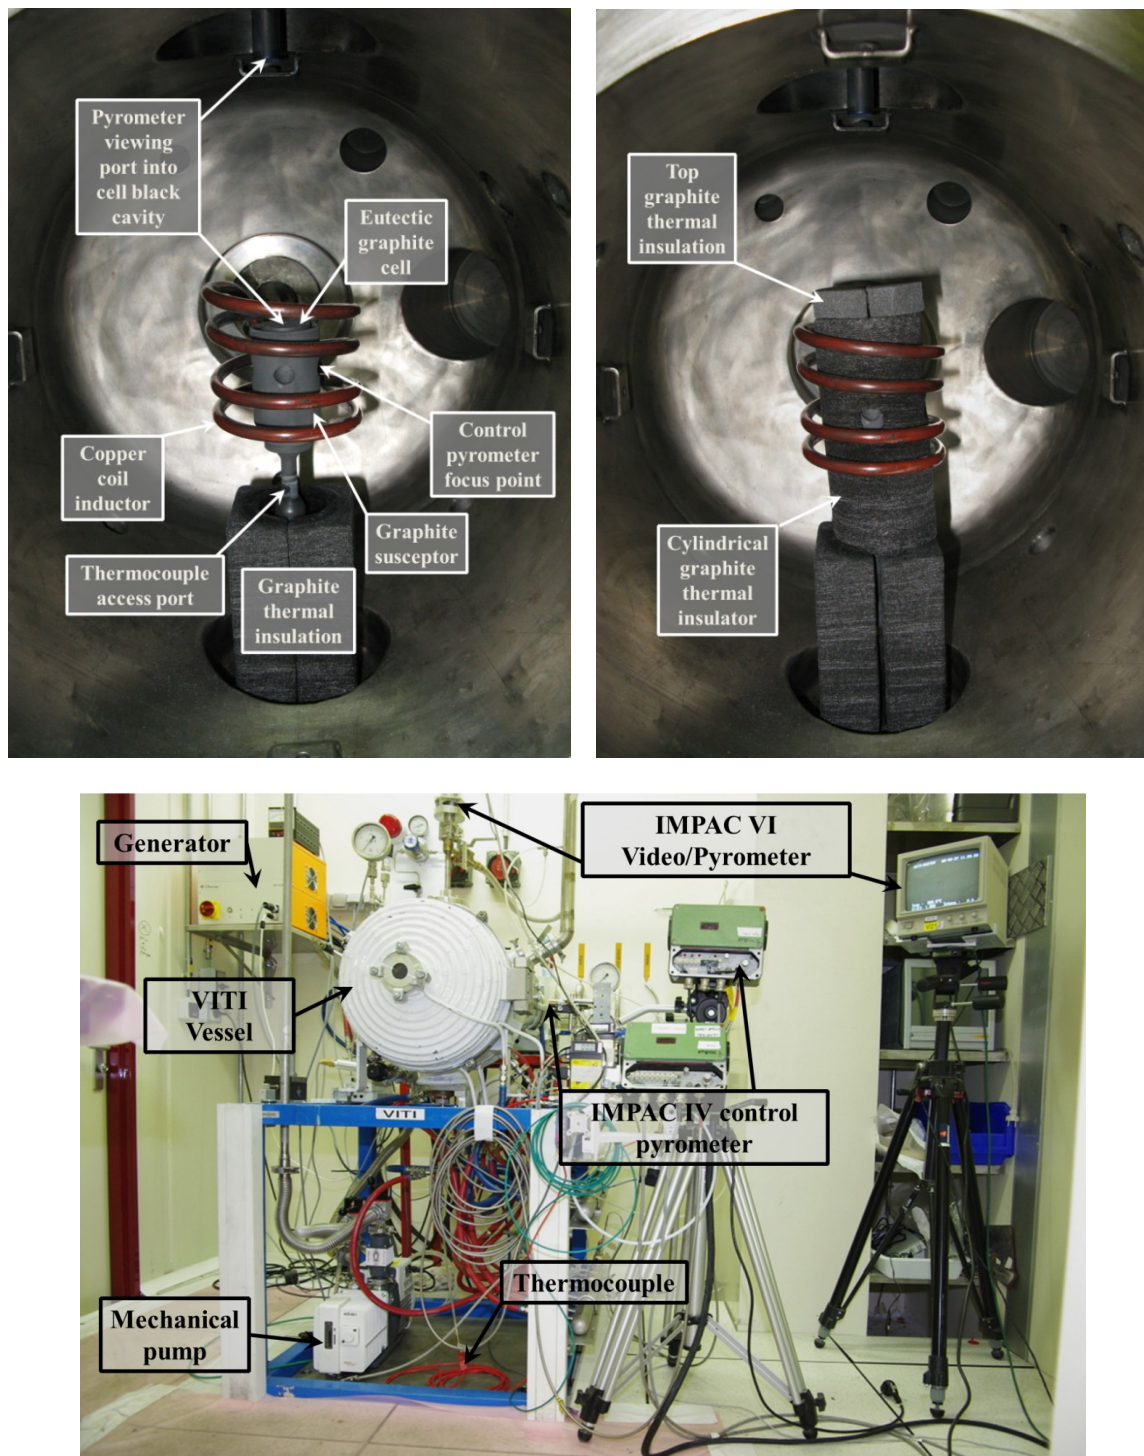 Pyrometer
viewing
port into
cell black
cavity
Eutectic
graphite
cell
Copper
coil
inductor
Control
pyrometer
focus point
Graphite
susceptor
Thermocouple
access port
Graphite
thermal
insulation
Top
graphite
thermal
insulation
Cylindrical
graphite
thermal
insulator
Generator
IMPAC VI
Video/Pyrometer
VITI
Vessel
VITI
IMPAC IV control
pyrometer
Thermocouple
Mechanical
pump